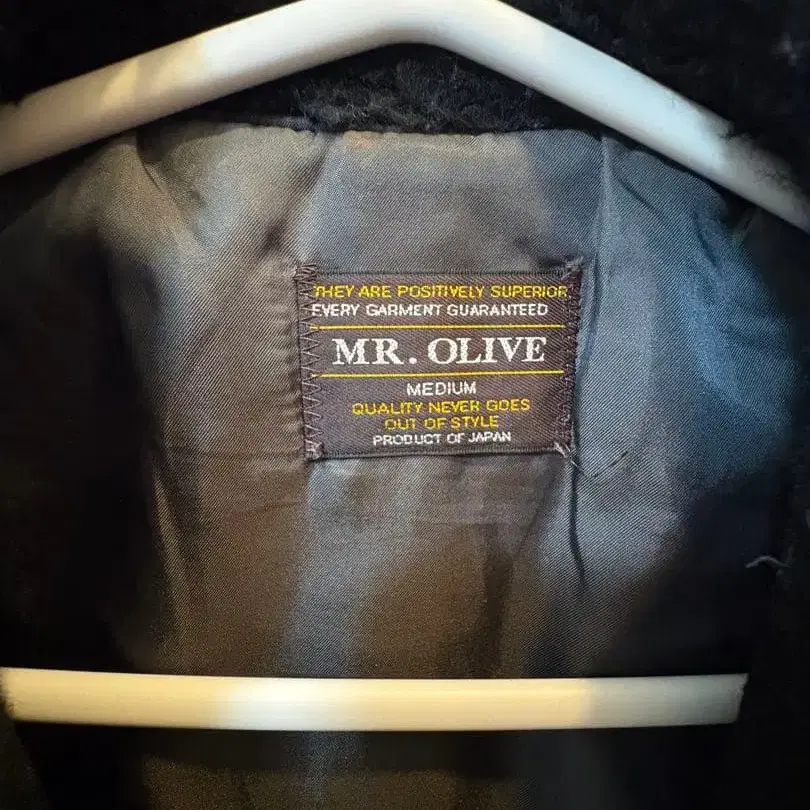 THEY ARE POSITIVELY SUPERIOR
EVERY GARMENT GUARANTEED
MR. OLIVE
MEDIUM
QUALITY NEVER GOES
OUT OF STYLE
PRODUCT OF JAPAN